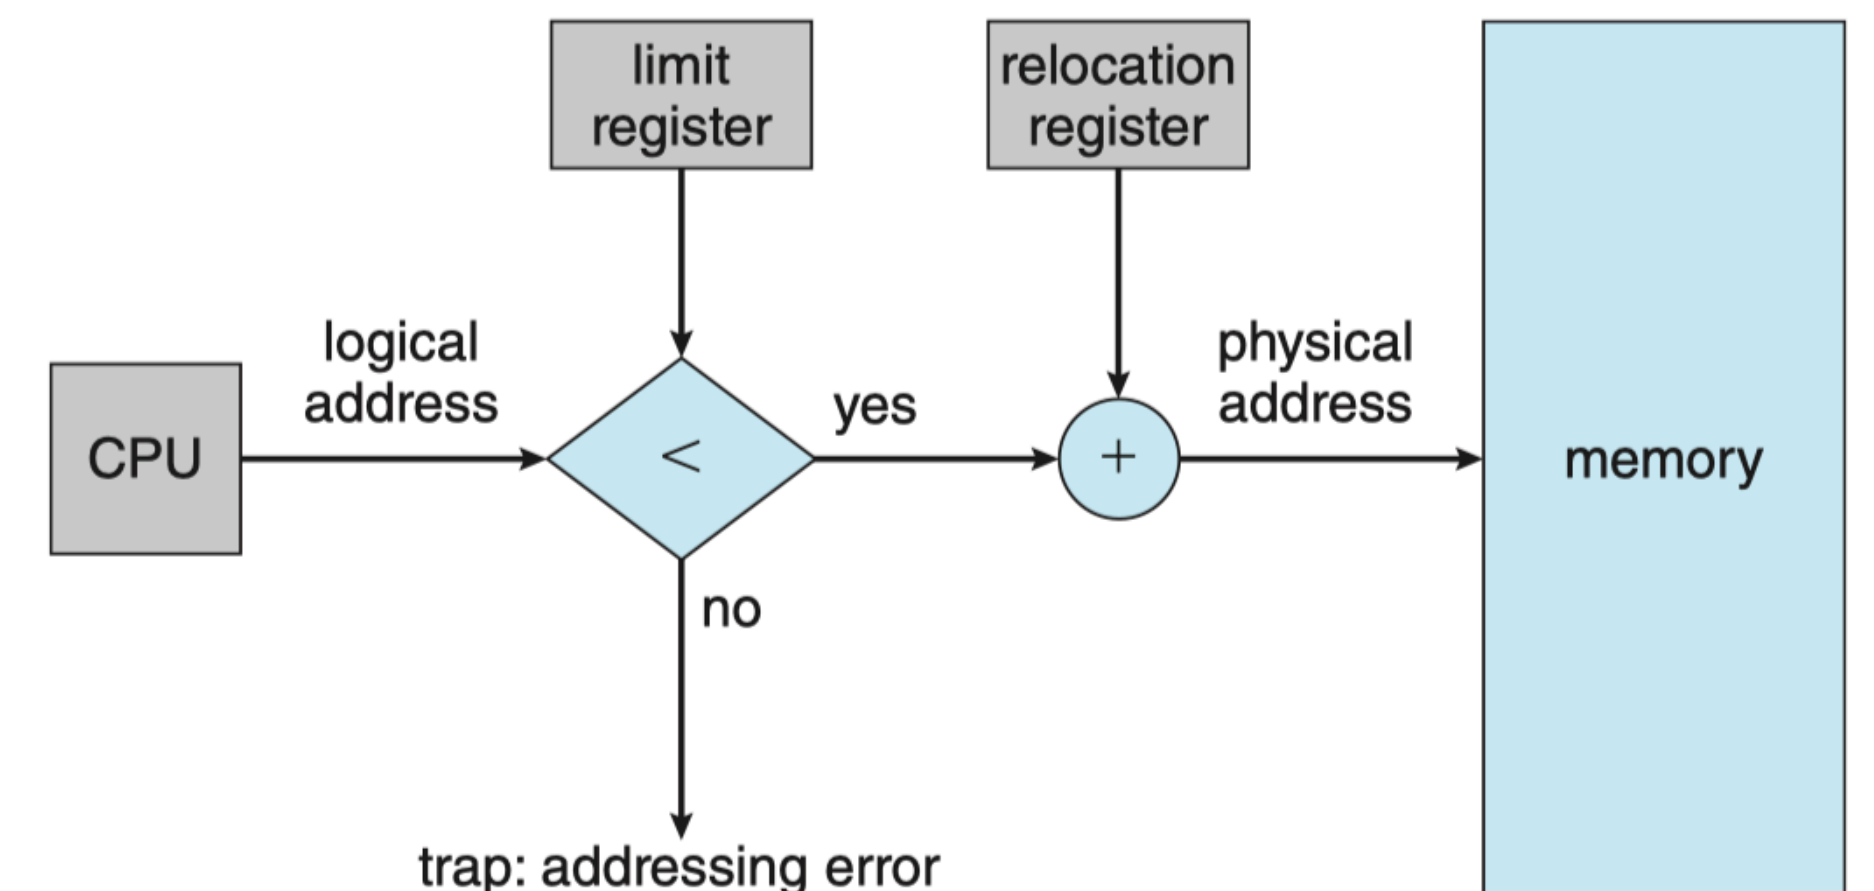 limit
register
relocation
register
logical
address
yes
physical
address
CPU
<
+
memory
no
trap: addressing error